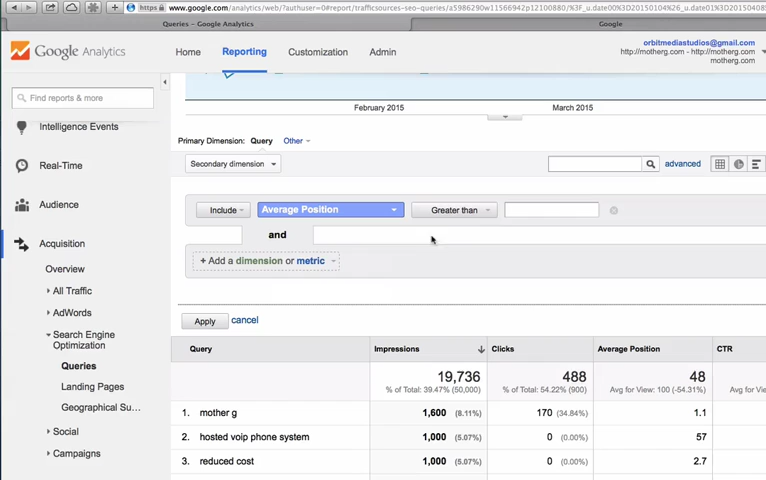 https www.google.com/analytics/web/?authuser=0#report/trafficsources-seo-queries/a5986290w11566942p12100880/%3F_u.date00%3D20150104%26_u.date01%3D2015040
Queries – Google Analytics
Google
Google Analytics
Home Reporting Customization Admin
orbitmediastudios@gmail.com
http://motherg.com - http://motherg.com
motherg.com
Find reports & more
Intelligence Events
Real-Time
Audience
Acquisition
Overview
All Traffic
AdWords
Search Engine
Optimization
Queries
Landing Pages
Geographical Su...
Social
Campaigns
February 2015 March 2015
Primary Dimension: Query Other
Secondary dimension advanced
Include Average Position Greater than
and
+ Add a dimension or metric
Apply cancel
Query Impressions Clicks Average Position CTR
19,736 488 48
% of Total: 39.47% (50,000) % of Total: 54.22% (900) Avg for View: 100 (-54.31%) Avg for Vie
1. mother g 1,600 (8.11%) 170 (34.84%) 1.1
2. hosted voip phone system 1,000 (5.07%) 0 (0.00%) 57
3. reduced cost 1,000 (5.07%) 0 (0.00%) 2.7